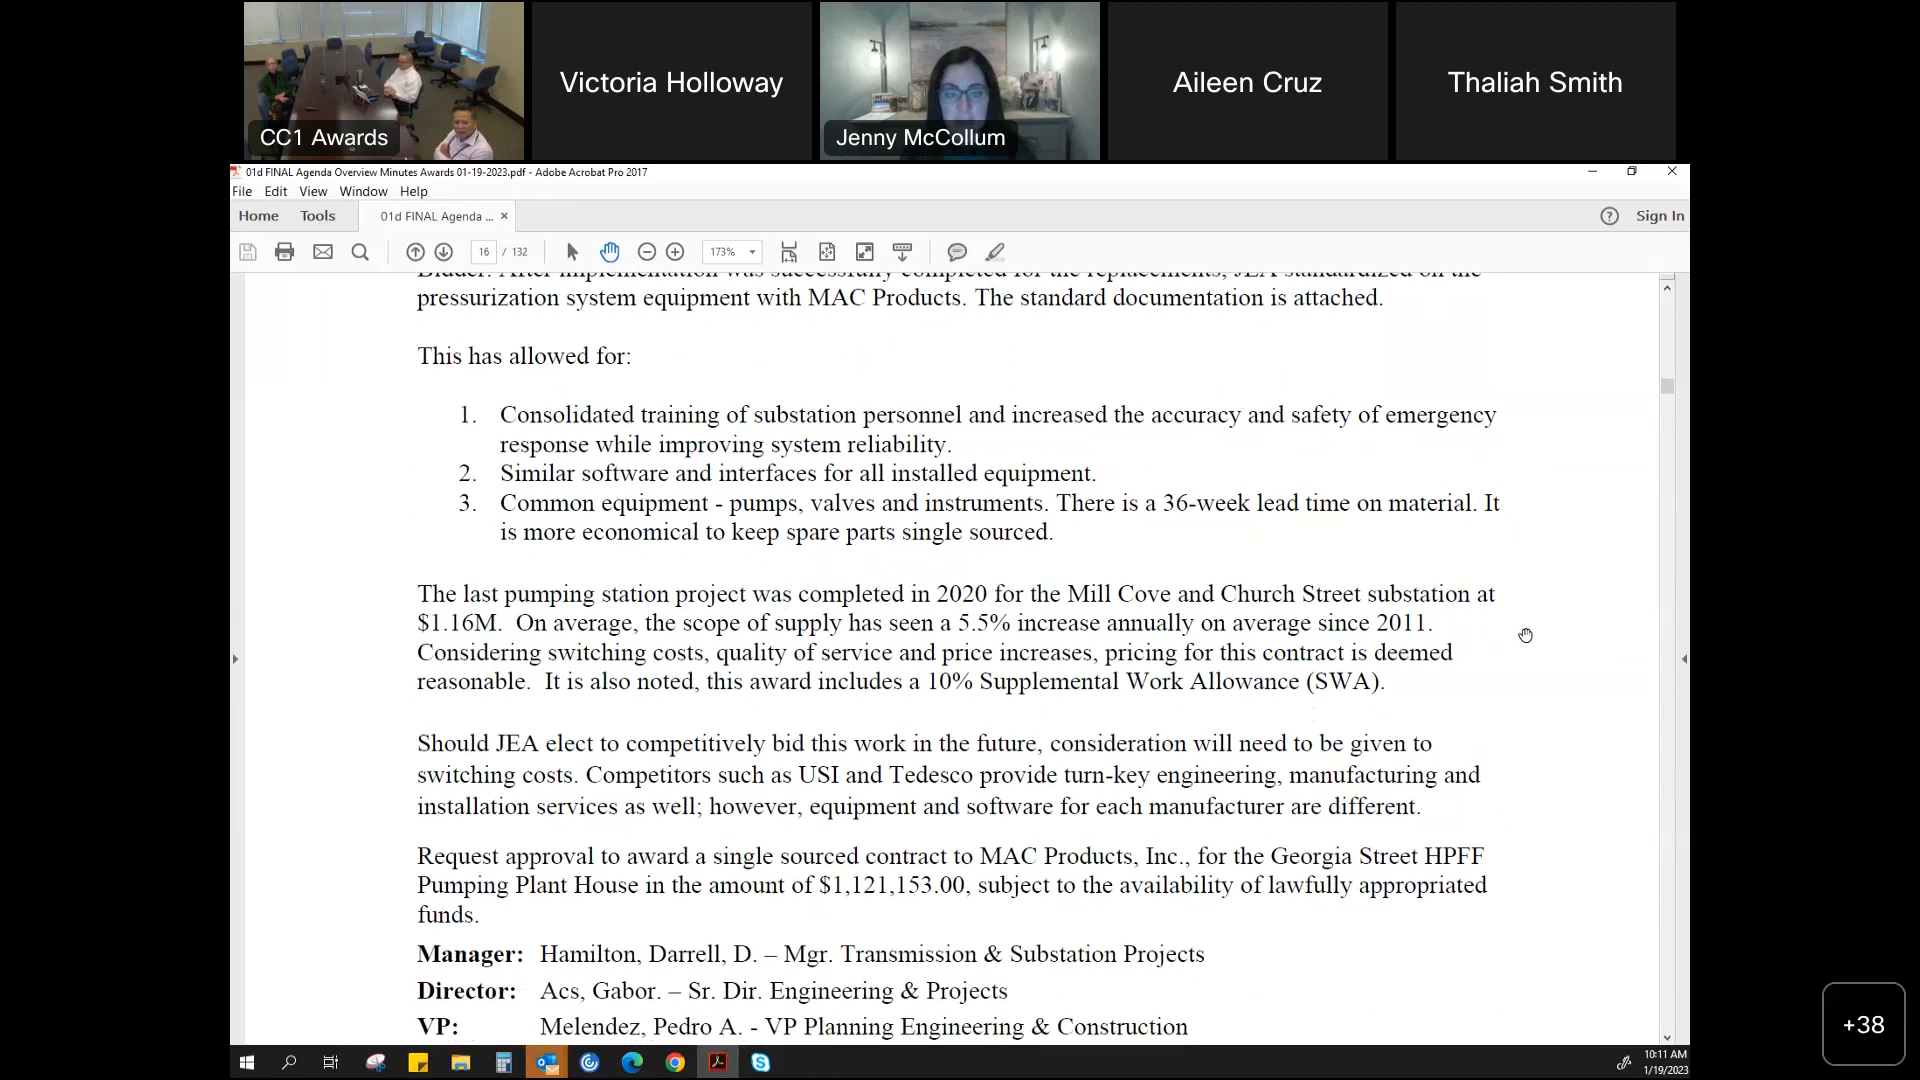 CC1 Awards
Victoria Holloway
Jenny McCollum
Aileen Cruz
Thaliah Smith
01d FINAL Agenda Overview Minutes Awards 01-19-2023.pdf - Adobe Acrobat Pro 2017
File Edit View Window Help
Home Tools 01d FINAL Agenda ... × Sign In
16 / 132 173%
Bidder. After implementation was successfully completed for the replacements, JEA standardized on the
pressurization system equipment with MAC Products. The standard documentation is attached.
This has allowed for:
1. Consolidated training of substation personnel and increased the accuracy and safety of emergency
response while improving system reliability.
2. Similar software and interfaces for all installed equipment.
3. Common equipment - pumps, valves and instruments. There is a 36-week lead time on material. It
is more economical to keep spare parts single sourced.
The last pumping station project was completed in 2020 for the Mill Cove and Church Street substation at
$1.16M. On average, the scope of supply has seen a 5.5% increase annually on average since 2011.
Considering switching costs, quality of service and price increases, pricing for this contract is deemed
reasonable. It is also noted, this award includes a 10% Supplemental Work Allowance (SWA).
Should JEA elect to competitively bid this work in the future, consideration will need to be given to
switching costs. Competitors such as USI and Tedesco provide turn-key engineering, manufacturing and
installation services as well; however, equipment and software for each manufacturer are different.
Request approval to award a single sourced contract to MAC Products, Inc., for the Georgia Street HPFF
Pumping Plant House in the amount of $1,121,153.00, subject to the availability of lawfully appropriated
funds.
Manager: Hamilton, Darrell, D. – Mgr. Transmission & Substation Projects
Director: Acs, Gabor. – Sr. Dir. Engineering & Projects
VP: Melendez, Pedro A. - VP Planning Engineering & Construction
+38
10:11 AM
1/19/2023